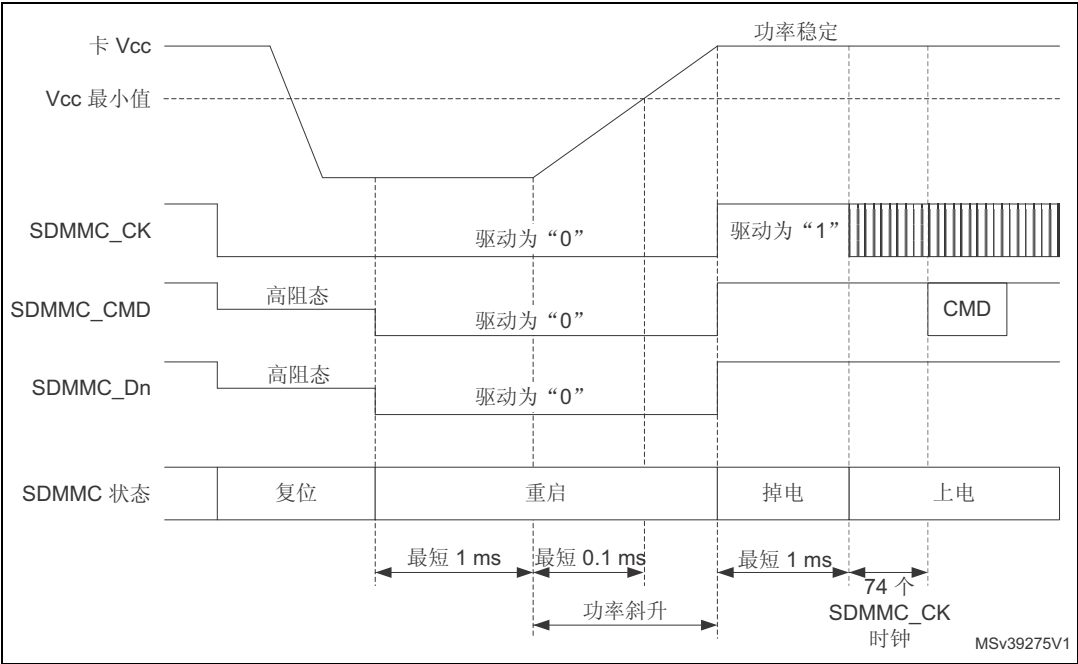 卡 Vcc
功率稳定
Vcc 最小值
SDMMC_CK
驱动为“0”
驱动为“1”
SDMMC_CMD
高阻态
驱动为“0”
CMD
SDMMC_Dn
高阻态
驱动为“0”
SDMMC 状态
复位
重启
掉电
上电
最短 1 ms
最短 0.1 ms
最短 1 ms
74 个
SDMMC_CK
时钟
功率斜升
MSv39275V1